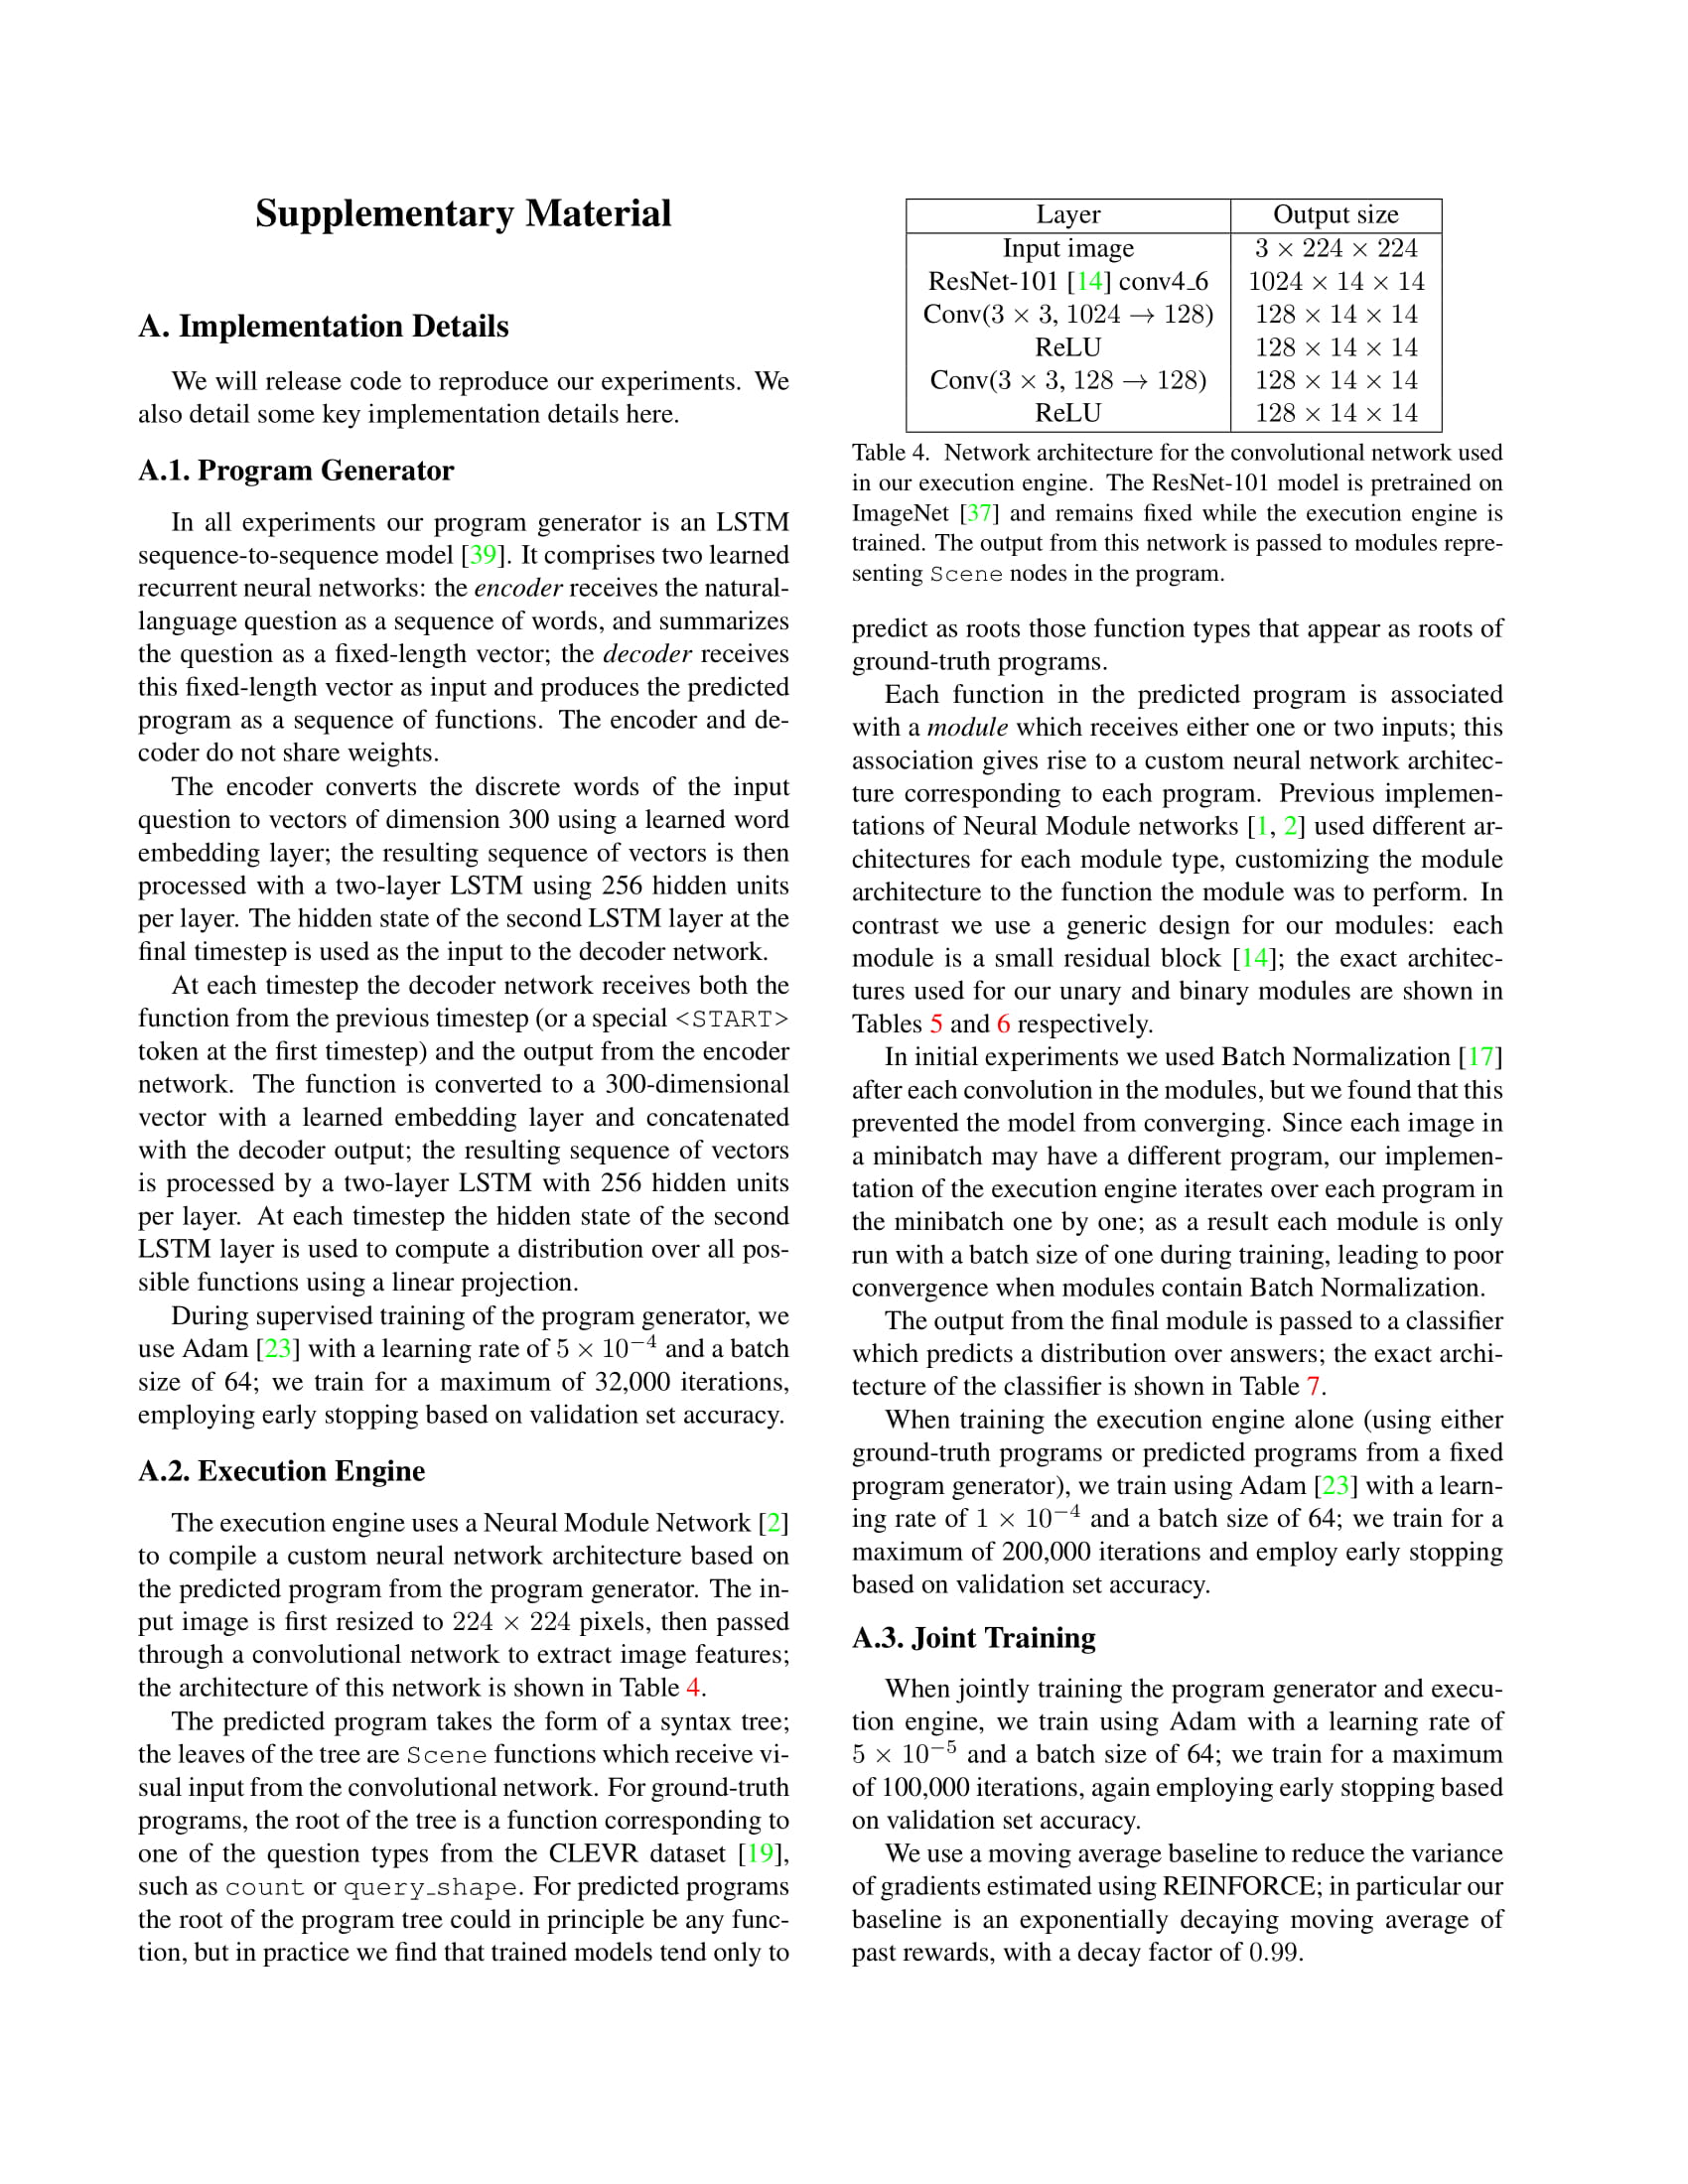 Supplementary Material
A. Implementation Details
We will release code to reproduce our experiments. We
also detail some key implementation details here.
A.1. Program Generator
In all experiments our program generator is an LSTM
sequence-to-sequence model [39]. It comprises two learned
recurrent neural networks: the encoder receives the natural-
language question as a sequence of words, and summarizes
the question as a fixed-length vector; the decoder receives
this fixed-length vector as input and produces the predicted
program as a sequence of functions. The encoder and de-
coder do not share weights.
The encoder converts the discrete words of the input
question to vectors of dimension 300 using a learned word
embedding layer; the resulting sequence of vectors is then
processed with a two-layer LSTM using 256 hidden units
per layer. The hidden state of the second LSTM layer at the
final timestep is used as the input to the decoder network.
At each timestep the decoder network receives both the
function from the previous timestep (or a special <START>
token at the first timestep) and the output from the encoder
network. The function is converted to a 300-dimensional
vector with a learned embedding layer and concatenated
with the decoder output; the resulting sequence of vectors
is processed by a two-layer LSTM with 256 hidden units
per layer. At each timestep the hidden state of the second
LSTM layer is used to compute a distribution over all pos-
sible functions using a linear projection.
During supervised training of the program generator, we
use Adam [23] with a learning rate of 5 × 10⁻⁴ and a batch
size of 64; we train for a maximum of 32,000 iterations,
employing early stopping based on validation set accuracy.
A.2. Execution Engine
The execution engine uses a Neural Module Network [2]
to compile a custom neural network architecture based on
the predicted program from the program generator. The in-
put image is first resized to 224 × 224 pixels, then passed
through a convolutional network to extract image features;
the architecture of this network is shown in Table 4.
The predicted program takes the form of a syntax tree;
the leaves of the tree are Scene functions which receive vi-
sual input from the convolutional network. For ground-truth
programs, the root of the tree is a function corresponding to
one of the question types from the CLEVR dataset [19],
such as count or query_shape. For predicted programs
the root of the program tree could in principle be any func-
tion, but in practice we find that trained models tend only to
Layer Output size
Input image 3 × 224 × 224
ResNet-101 [14] conv4_6 1024 × 14 × 14
Conv(3 × 3, 1024 → 128) 128 × 14 × 14
ReLU 128 × 14 × 14
Conv(3 × 3, 128 → 128) 128 × 14 × 14
ReLU 128 × 14 × 14
Table 4. Network architecture for the convolutional network used
in our execution engine. The ResNet-101 model is pretrained on
ImageNet [37] and remains fixed while the execution engine is
trained. The output from this network is passed to modules repre-
senting Scene nodes in the program.
predict as roots those function types that appear as roots of
ground-truth programs.
Each function in the predicted program is associated
with a module which receives either one or two inputs; this
association gives rise to a custom neural network architec-
ture corresponding to each program. Previous implemen-
tations of Neural Module networks [1, 2] used different ar-
chitectures for each module type, customizing the module
architecture to the function the module was to perform. In
contrast we use a generic design for our modules: each
module is a small residual block [14]; the exact architec-
tures used for our unary and binary modules are shown in
Tables 5 and 6 respectively.
In initial experiments we used Batch Normalization [17]
after each convolution in the modules, but we found that this
prevented the model from converging. Since each image in
a minibatch may have a different program, our implemen-
tation of the execution engine iterates over each program in
the minibatch one by one; as a result each module is only
run with a batch size of one during training, leading to poor
convergence when modules contain Batch Normalization.
The output from the final module is passed to a classifier
which predicts a distribution over answers; the exact archi-
tecture of the classifier is shown in Table 7.
When training the execution engine alone (using either
ground-truth programs or predicted programs from a fixed
program generator), we train using Adam [23] with a learn-
ing rate of 1 × 10⁻⁴ and a batch size of 64; we train for a
maximum of 200,000 iterations and employ early stopping
based on validation set accuracy.
A.3. Joint Training
When jointly training the program generator and execu-
tion engine, we train using Adam with a learning rate of
5 × 10⁻⁵ and a batch size of 64; we train for a maximum
of 100,000 iterations, again employing early stopping based
on validation set accuracy.
We use a moving average baseline to reduce the variance
of gradients estimated using REINFORCE; in particular our
baseline is an exponentially decaying moving average of
past rewards, with a decay factor of 0.99.